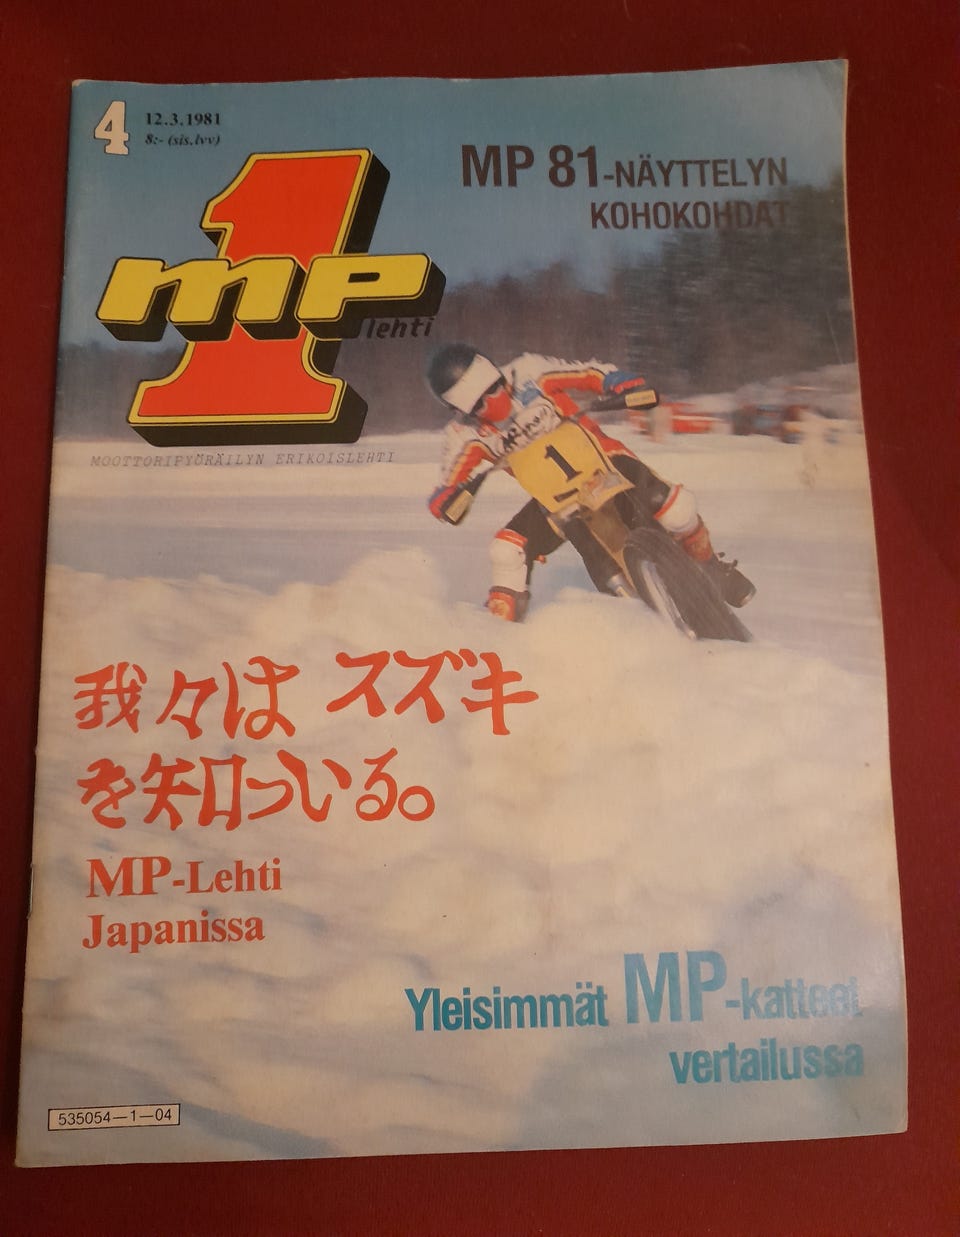 4
12.3.1981
8:- (sis.lvv)
MP 81-NÄYTTELYN
KOHOKOHDAT
1
mp
lehti
MOOTTORIPYÖRÄILYN ERIKOISLEHTI
1
我々は スズキ
を知っいる。
MP-Lehti
Japanissa
Yleisimmät MP-katteet
vertailussa
535054—1—04